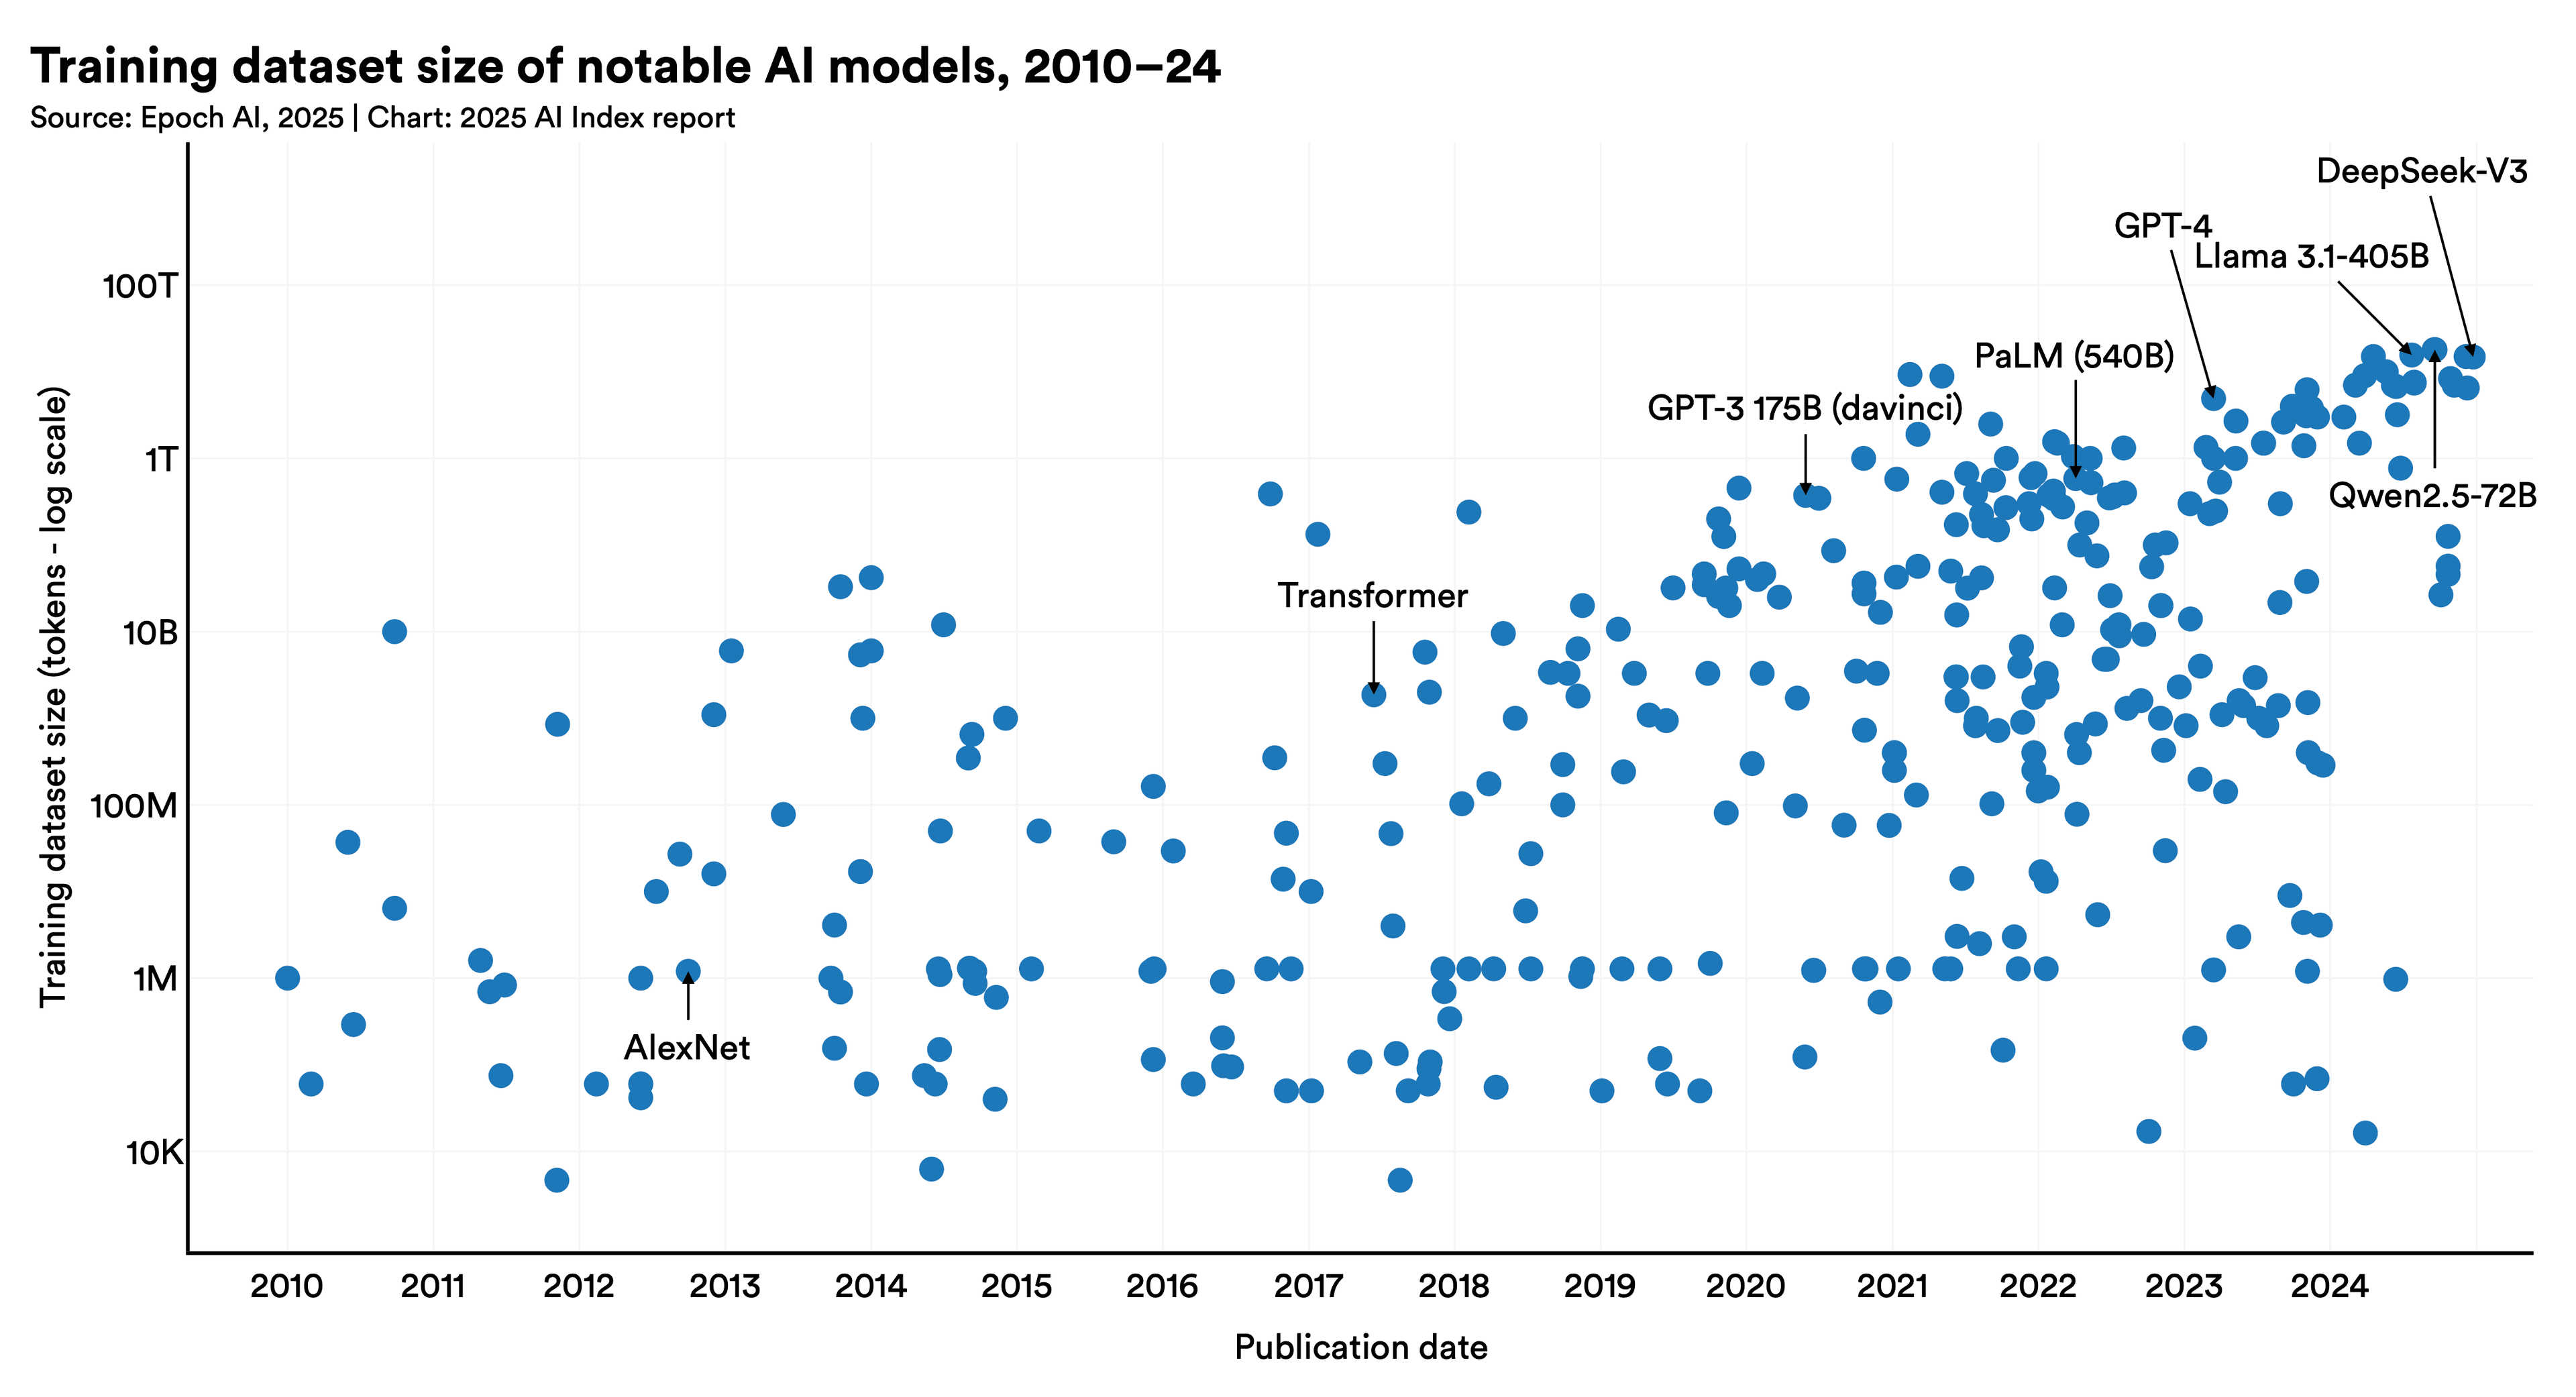 Training dataset size of notable AI models, 2010–24
Source: Epoch AI, 2025 | Chart: 2025 AI Index report
DeepSeek-V3
GPT-4
Llama 3.1-405B
100T
PaLM (540B)
GPT-3 175B (davinci)
1T
Qwen2.5-72B
Transformer
10B
100M
1M
AlexNet
10K
Training dataset size (tokens - log scale)
2010 2011 2012 2013 2014 2015 2016 2017 2018 2019 2020 2021 2022 2023 2024
Publication date